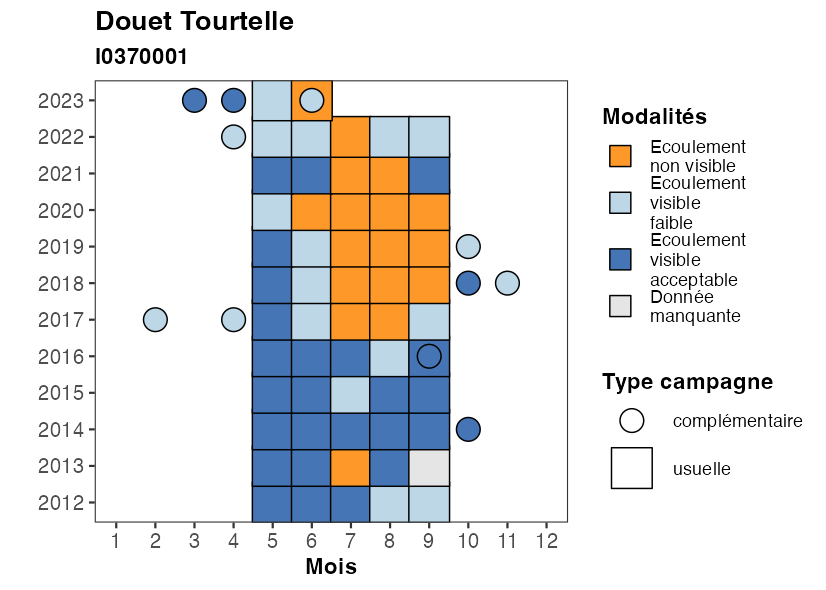 Douet Tourtelle
I0370001
2023
2022
2021
2020
2019
2018
2017
2016
2015
2014
2013
2012
1 2 3 4 5 6 7 8 9 10 11 12
Mois
Modalités
Ecoulement
non visible
Ecoulement
visible
faible
Ecoulement
visible
acceptable
Donnée
manquante
Type campagne
complémentaire
usuelle